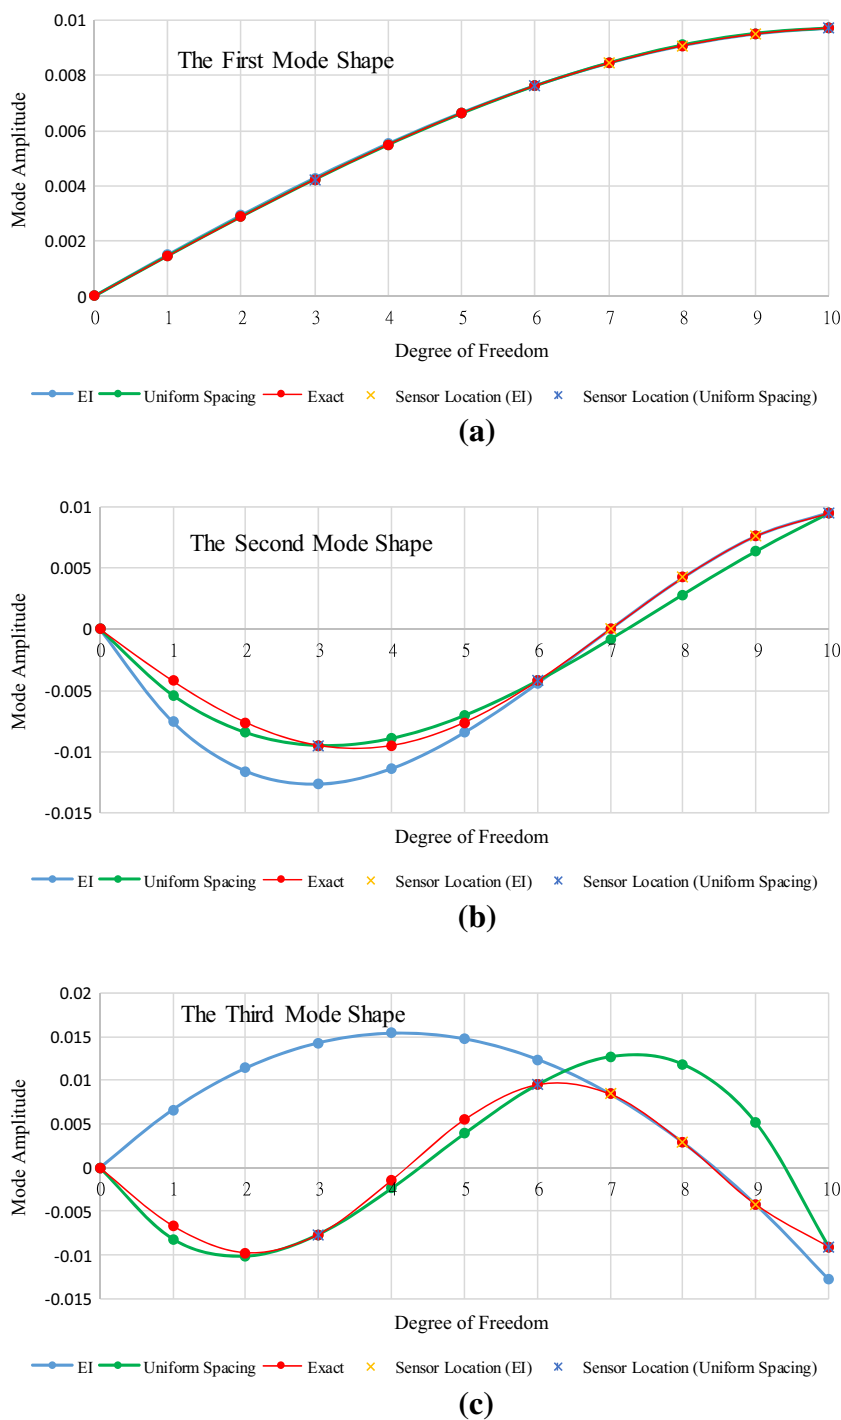 0.01
The First Mode Shape
0.008
0.006
0.004
0.002
0
0 1 2 3 4 5 6 7 8 9 10
Mode Amplitude
Degree of Freedom
EI Uniform Spacing Exact Sensor Location (EI) Sensor Location (Uniform Spacing)
(a)
0.01
The Second Mode Shape
0.005
0
0 1 2 3 4 5 6 7 8 9 10
-0.005
-0.01
-0.015
Mode Amplitude
Degree of Freedom
EI Uniform Spacing Exact Sensor Location (EI) Sensor Location (Uniform Spacing)
(b)
0.02
The Third Mode Shape
0.015
0.01
0.005
0
0 1 2 3 4 5 6 7 8 9 10
-0.005
-0.01
-0.015
Mode Amplitude
Degree of Freedom
EI Uniform Spacing Exact Sensor Location (EI) Sensor Location (Uniform Spacing)
(c)